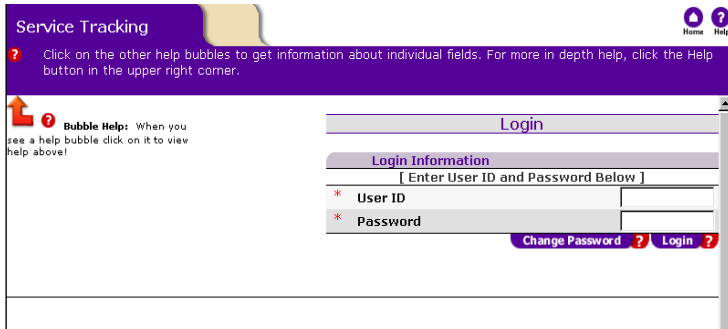 Service Tracking
Home Help
? Click on the other help bubbles to get information about individual fields. For more in depth help, click the Help
button in the upper right corner.
? Bubble Help: When you
see a help bubble click on it to view
help above!
Login
Login Information
[ Enter User ID and Password Below ]
* User ID
* Password
Change Password ? Login ?